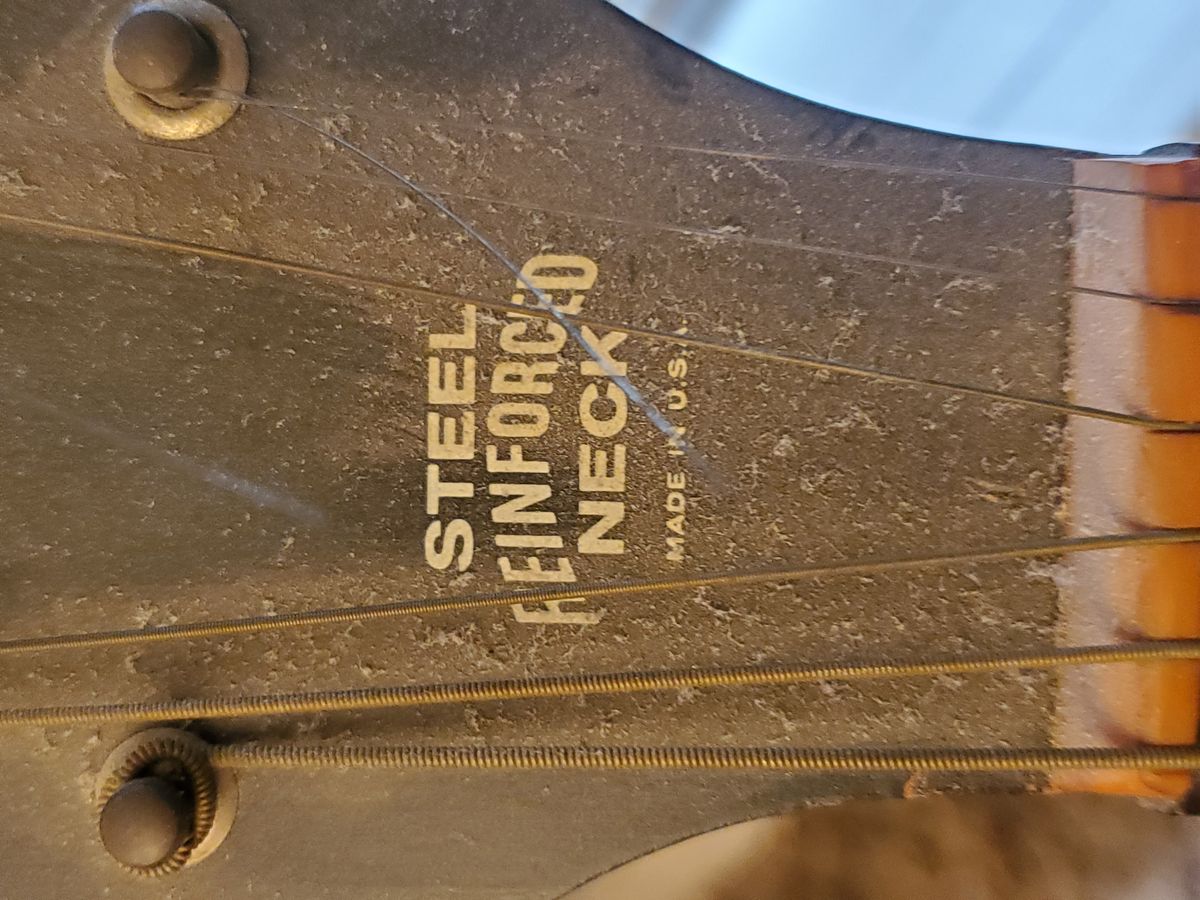 STEEL
REINFORCED
NECK
MADE IN U.S.A.